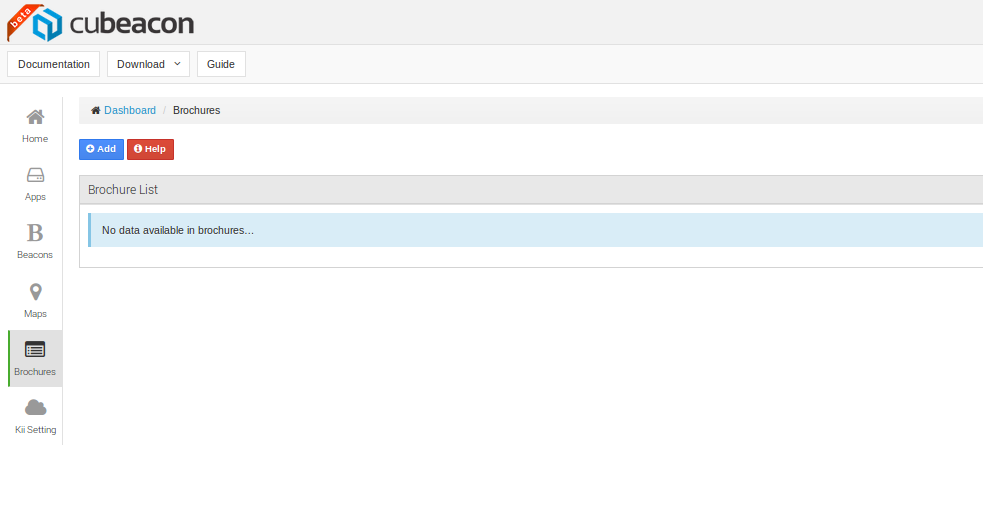 beta
cubeacon
Documentation Download Guide
Home
Apps
B
Beacons
Maps
Brochures
Kii Setting
Dashboard / Brochures
Add Help
Brochure List
No data available in brochures...